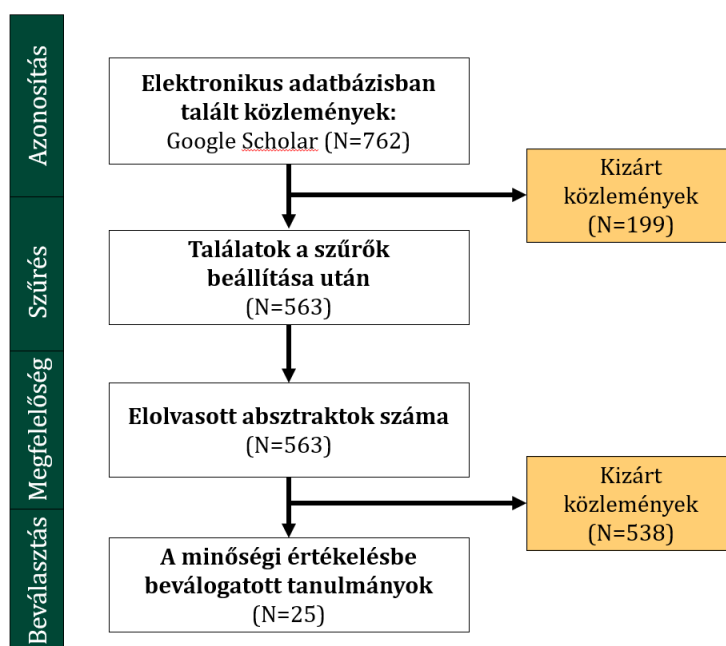 Azonosítás
Elektronikus adatbázisban
talált közlemények:
Google Scholar (N=762)
Kizárt
közlemények
(N=199)
Szűrés
Találatok a szűrők
beállítása után
(N=563)
Megfelelőség
Elolvasott absztraktok száma
(N=563)
Kizárt
közlemények
(N=538)
Beválasztás
A minőségi értékelésbe
beválogatott tanulmányok
(N=25)